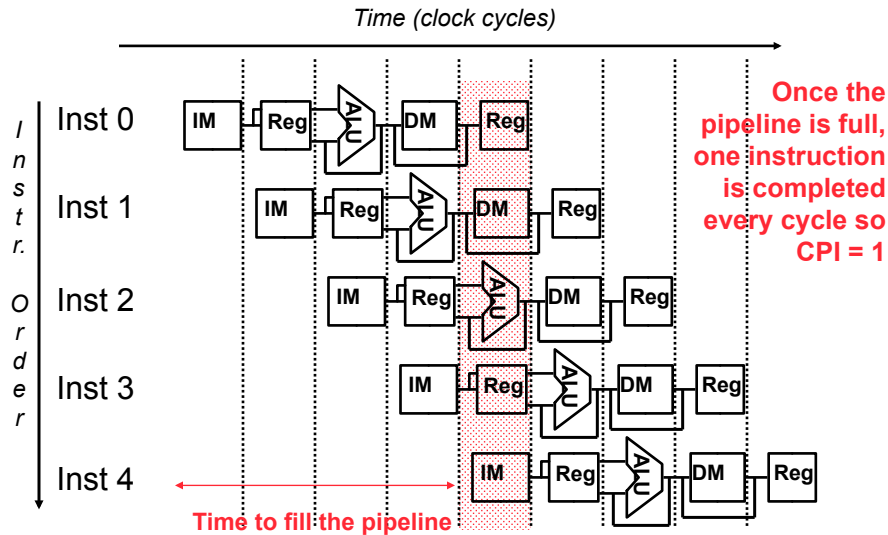 Time (clock cycles)
Instr. Order
Inst 0
IM
Reg
ALU
DM
Reg
Once the
pipeline is full,
one instruction
is completed
every cycle so
CPI = 1
Inst 1
IM
Reg
ALU
DM
Reg
Inst 2
IM
Reg
ALU
DM
Reg
Inst 3
IM
Reg
ALU
DM
Reg
Inst 4
IM
Reg
ALU
DM
Reg
Time to fill the pipeline